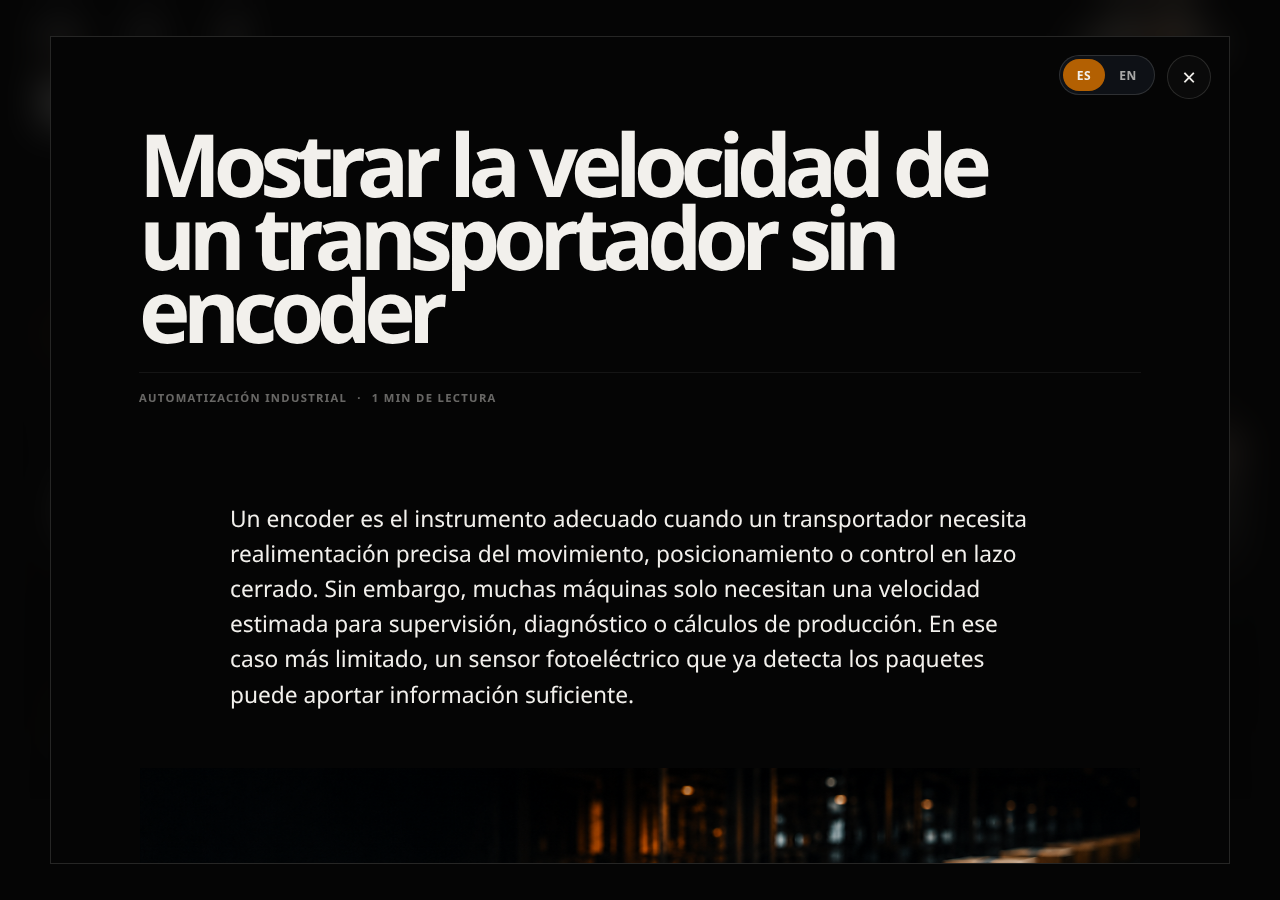 ES EN ✕
Mostrar la velocidad de
un transportador sin
encoder
AUTOMATIZACIÓN INDUSTRIAL · 1 MIN DE LECTURA
Un encoder es el instrumento adecuado cuando un transportador necesita
realimentación precisa del movimiento, posicionamiento o control en lazo
cerrado. Sin embargo, muchas máquinas solo necesitan una velocidad
estimada para supervisión, diagnóstico o cálculos de producción. En ese
caso más limitado, un sensor fotoeléctrico que ya detecta los paquetes
puede aportar información suficiente.